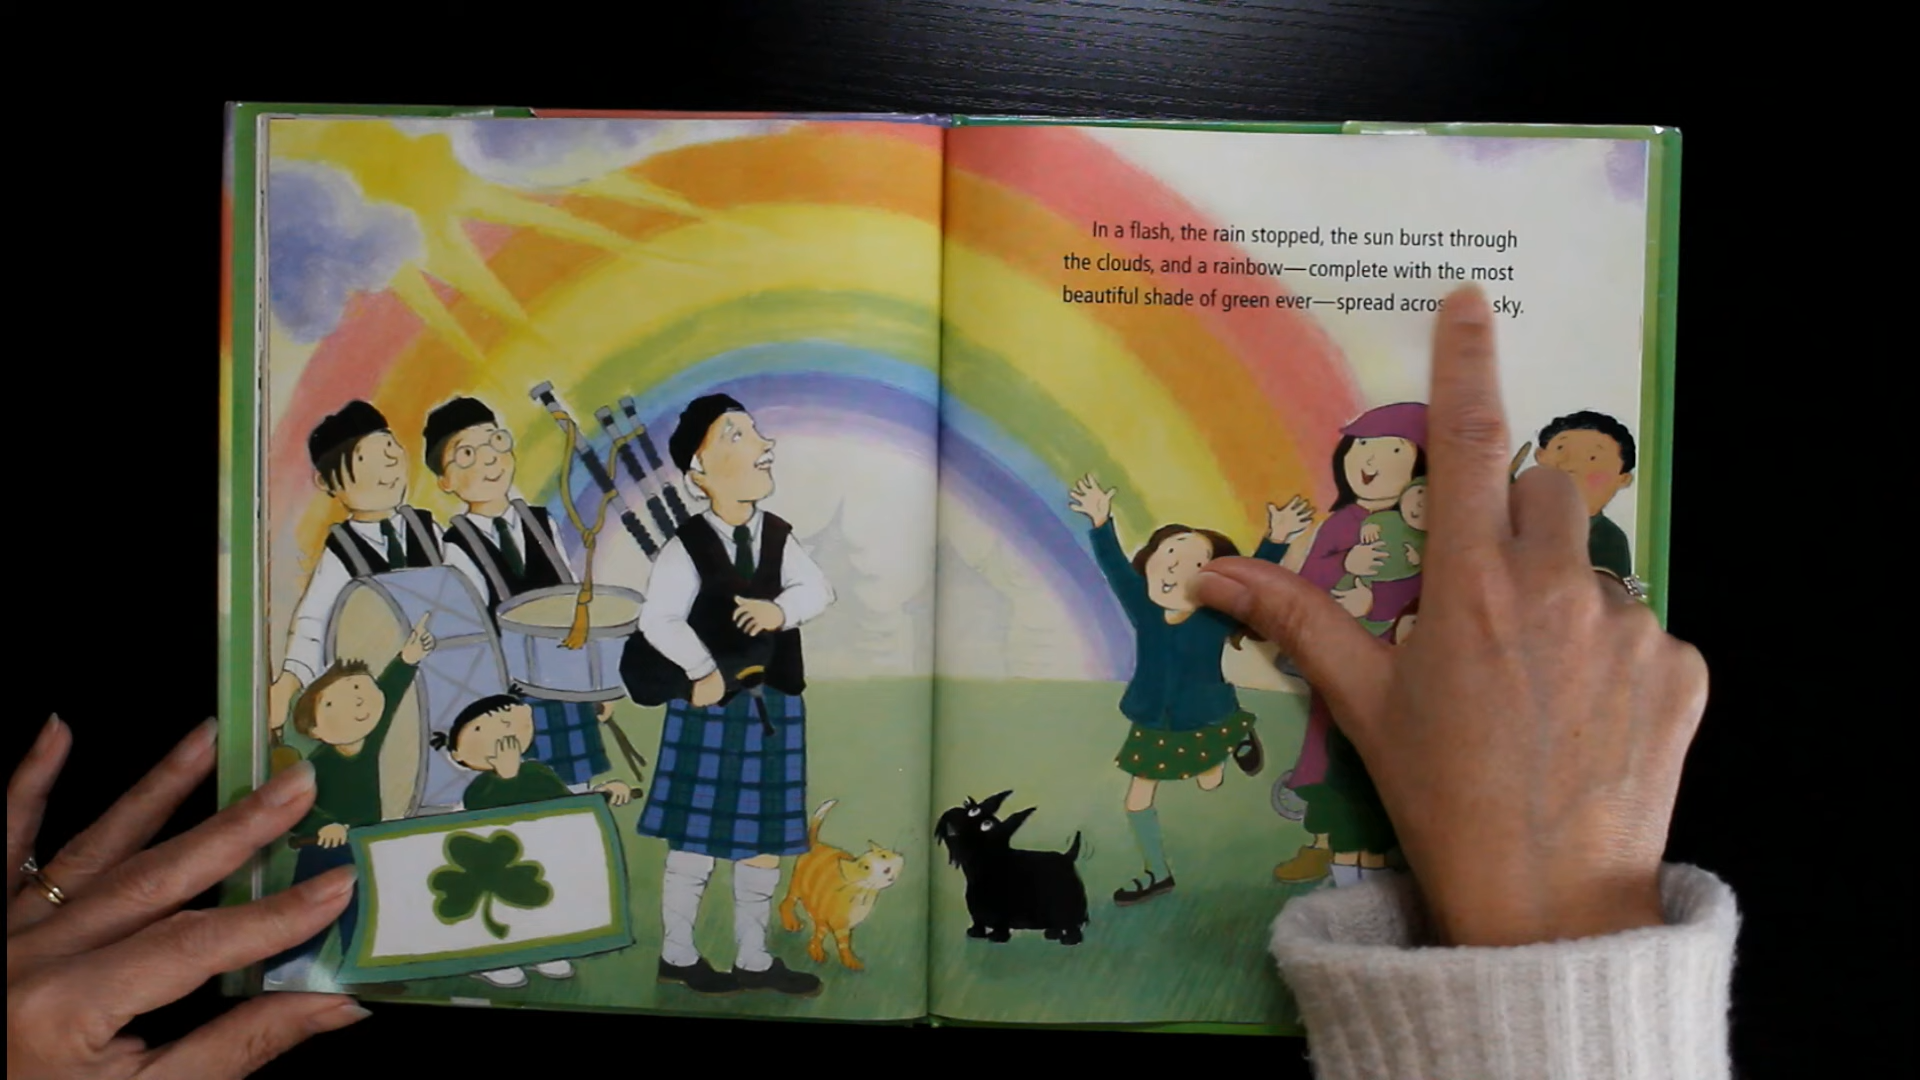 In a flash, the rain stopped, the sun burst through
the clouds, and a rainbow—complete with the most
beautiful shade of green ever—spread sky.